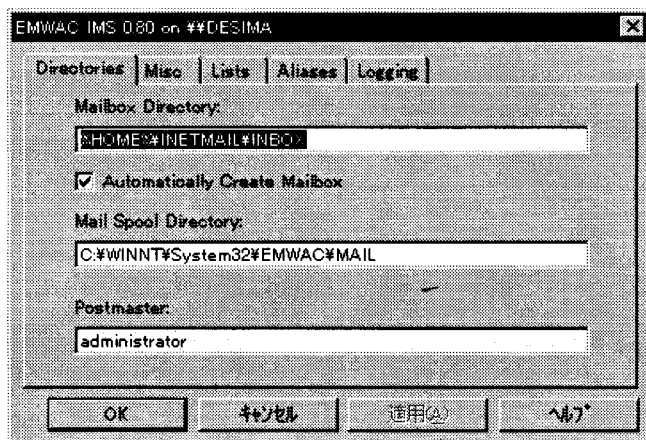 EMWAC IMS 0.80 on ¥¥DESIMA
Directories Misc Lists Aliases Logging
Mailbox Directory:
%HOME%¥INETMAIL¥INBOX
Automatically Create Mailbox
Mail Spool Directory:
C:¥WINNT¥System32¥EMWAC¥MAIL
Postmaster:
administrator
OK キャンセル 適用(A) ヘルプ